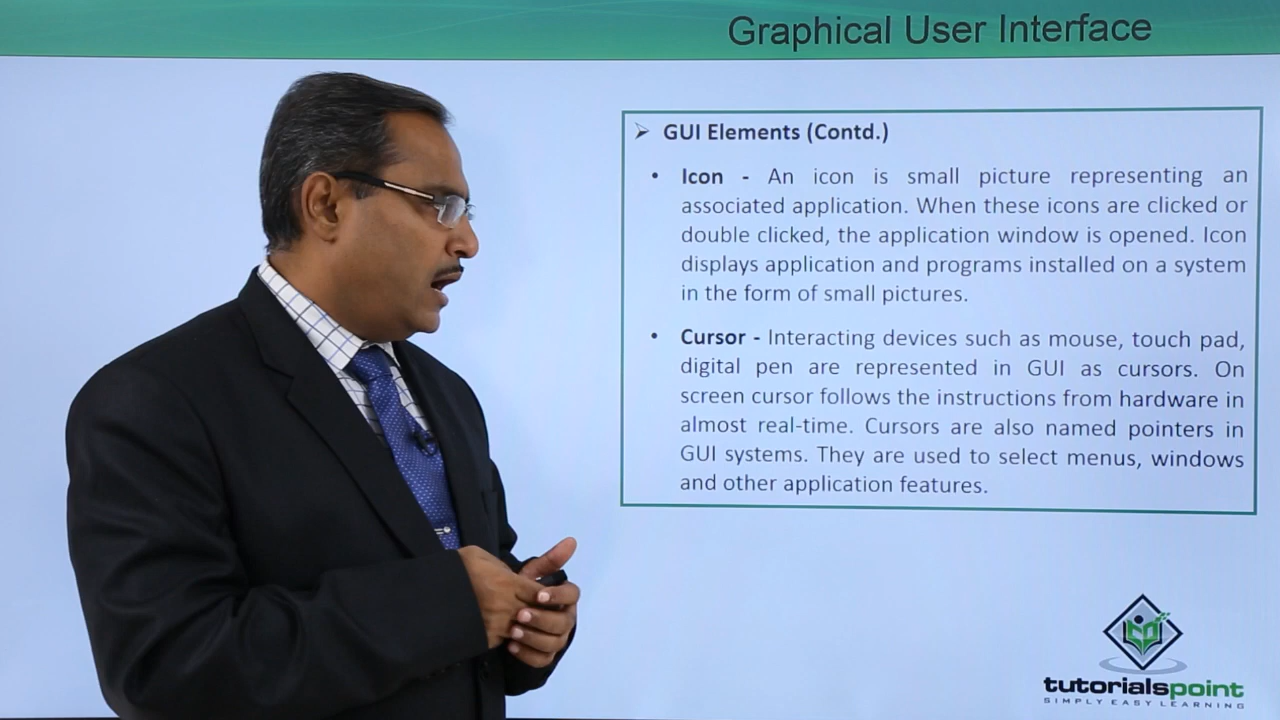 Graphical User Interface
➢ GUI Elements (Contd.)
• Icon - An icon is small picture representing an
associated application. When these icons are clicked or
double clicked, the application window is opened. Icon
displays application and programs installed on a system
in the form of small pictures.
• Cursor - Interacting devices such as mouse, touch pad,
digital pen are represented in GUI as cursors. On
screen cursor follows the instructions from hardware in
almost real-time. Cursors are also named pointers in
GUI systems. They are used to select menus, windows
and other application features.
tutorialspoint
SIMPLY EASY LEARNING